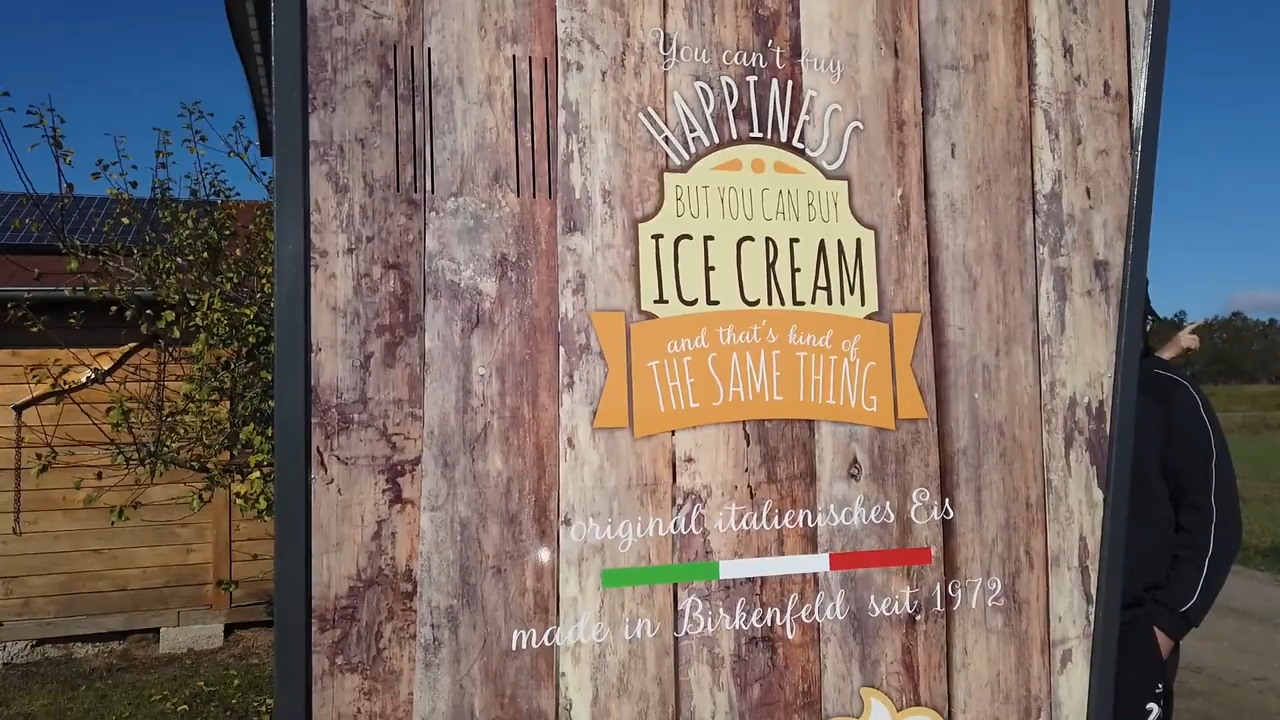 You can't buy
HAPPINESS
BUT YOU CAN BUY
ICE CREAM
and that's kind of
THE SAME THING
original italienisches Eis
made in Birkenfeld seit 1972